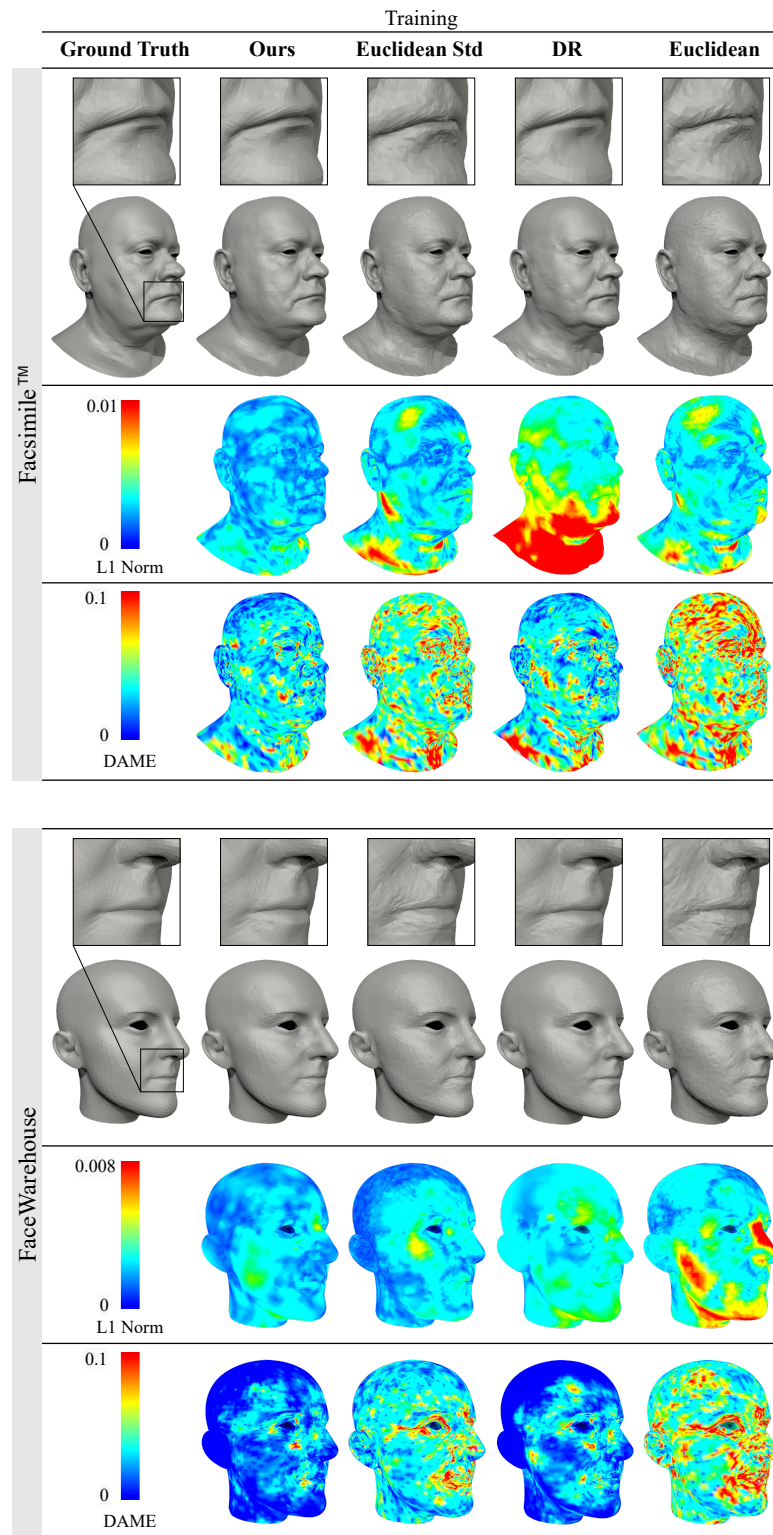 Training
Ground Truth Ours Euclidean Std DR Euclidean
Facsimile™
0.01
0
L1 Norm
0.1
0
DAME
FaceWarehouse
0.008
0
L1 Norm
0.1
0
DAME